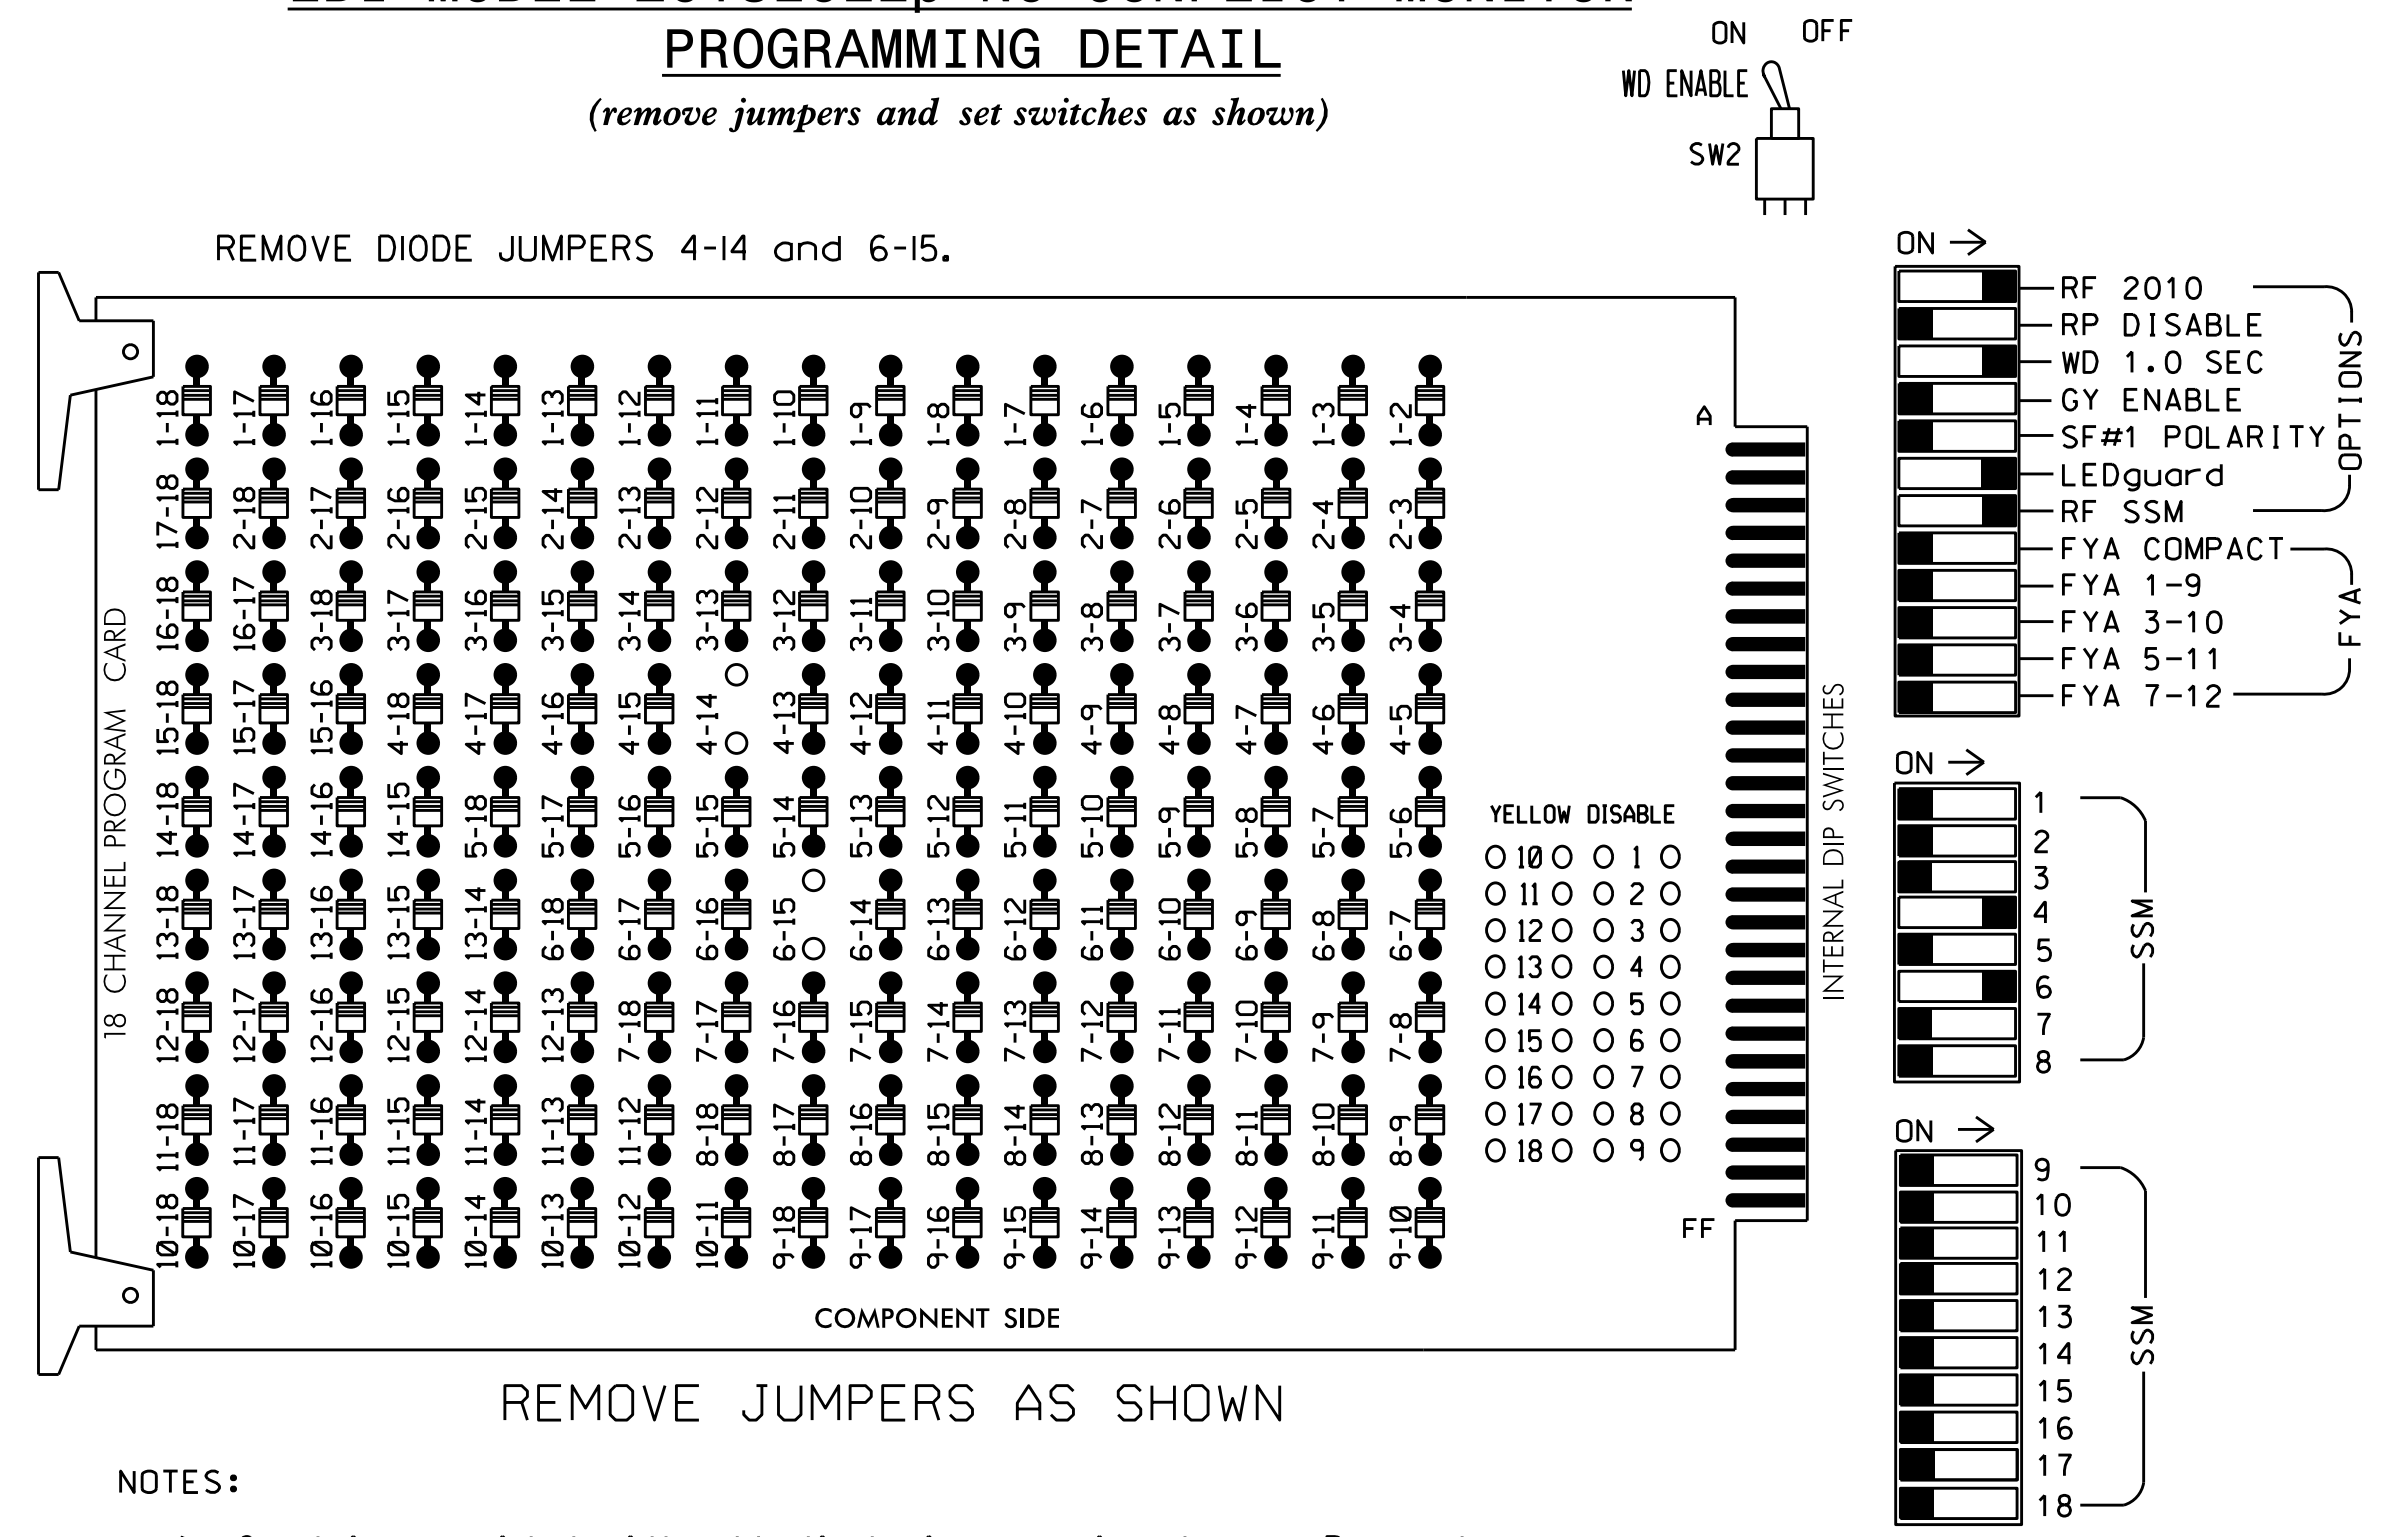 PROGRAMMING DETAIL
(remove jumpers and set switches as shown)
ON OFF
WD ENABLE
SW2
REMOVE DIODE JUMPERS 4-14 and 6-15.
18 CHANNEL PROGRAM CARD
1-18 1-17 1-16 1-15 1-14 1-13 1-12 1-11 1-10 1-9 1-8 1-7 1-6 1-5 1-4 1-3 1-2
17-18 2-18 2-17 2-16 2-15 2-14 2-13 2-12 2-11 2-10 2-9 2-8 2-7 2-6 2-5 2-4 2-3
16-18 16-17 3-18 3-17 3-16 3-15 3-14 3-13 3-12 3-11 3-10 3-9 3-8 3-7 3-6 3-5 3-4
15-18 15-17 15-16 4-18 4-17 4-16 4-15 4-14 4-13 4-12 4-11 4-10 4-9 4-8 4-7 4-6 4-5
14-18 14-17 14-16 14-15 5-18 5-17 5-16 5-15 5-14 5-13 5-12 5-11 5-10 5-9 5-8 5-7 5-6
13-18 13-17 13-16 13-15 13-14 6-18 6-17 6-16 6-15 6-14 6-13 6-12 6-11 6-10 6-9 6-8 6-7
12-18 12-17 12-16 12-15 12-14 12-13 7-18 7-17 7-16 7-15 7-14 7-13 7-12 7-11 7-10 7-9 7-8
11-18 11-17 11-16 11-15 11-14 11-13 11-12 8-18 8-17 8-16 8-15 8-14 8-13 8-12 8-11 8-10 8-9
10-18 10-17 10-16 10-15 10-14 10-13 10-12 10-11 9-18 9-17 9-16 9-15 9-14 9-13 9-12 9-11 9-10
YELLOW DISABLE
10 1
11 2
12 3
13 4
14 5
15 6
16 7
17 8
18 9
A
FF
COMPONENT SIDE
INTERNAL DIP SWITCHES
ON
RF 2010
RP DISABLE
WD 1.0 SEC
GY ENABLE
SF#1 POLARITY
LEDguard
RF SSM
OPTIONS
FYA COMPACT
FYA 1-9
FYA 3-10
FYA 5-11
FYA 7-12
FYA
ON
1
2
3
4
5
6
7
8
SSM
ON
9
10
11
12
13
14
15
16
17
18
SSM
REMOVE JUMPERS AS SHOWN
NOTES: